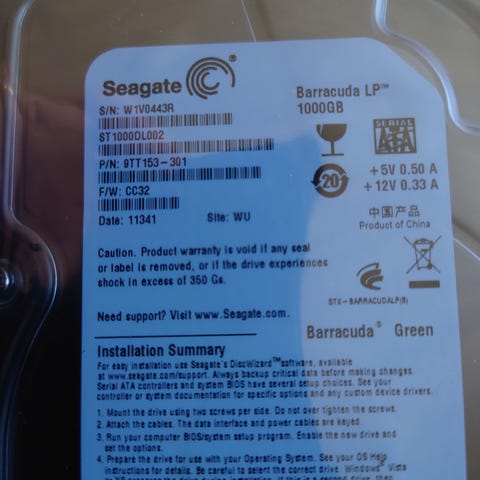 Seagate
Barracuda LP™
1000GB
S/N: W1V0443R
ST1000DL002
P/N: 9TT153-301
F/W: CC32
Date: 11341
Site: WU
SERIAL
ATA
20
+5V 0.50 A
+12V 0.33 A
中国产品
Product of China
Caution. Product warranty is void if any seal
or label is removed, or if the drive experiences
shock in excess of 350 Gs.
STX-BARRACUDALP(B)
Need support? Visit www.Seagate.com.
Barracuda® Green
Installation Summary
For easy installation use Seagate's DiscWizard™software, available
at www.seagate.com/support. Always backup critical data before making changes.
Serial ATA controllers and system BIOS have several setup choices. See your
controller or system documentation for specific options and any custom device drivers.
1. Mount the drive using two screws per side. Do not over tighten the screws.
2. Attach the cables. The data interface and power cables are keyed.
3. Run your computer BIOS/system setup program. Enable the new drive and
set the options.
4. Prepare the drive for use with your Operating System. See your OS Help
instructions for details. Be careful to select the correct drive. Windows® Vista